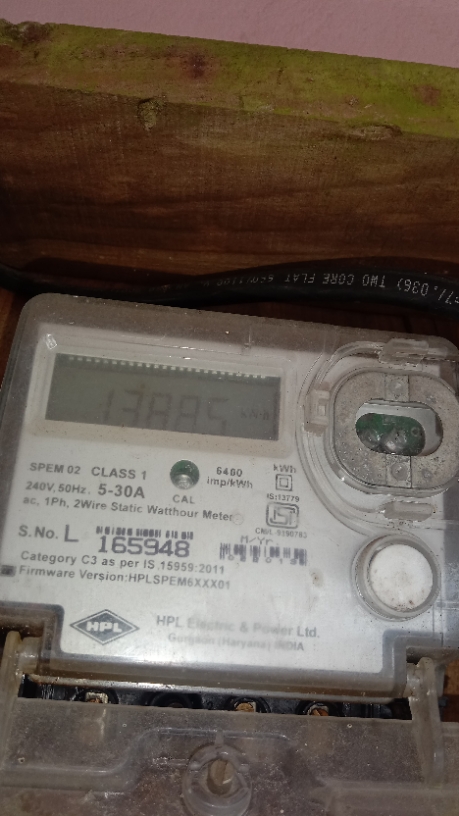 036) TWO CORE FLAT
SPEM 02 CLASS 1
240V, 50Hz. 5-30A
ac, 1Ph, 2Wire Static Watthour Meter
CAL
6400
imp/kWh
kWh
IS:13779
S. No. L 165948
M/Yr.
Category C3 as per IS.15959:2011
Firmware Version:HPLSPEM6XXX01
HPL
HPL Electric & Power Ltd.
Gurgaon (Haryana) INDIA